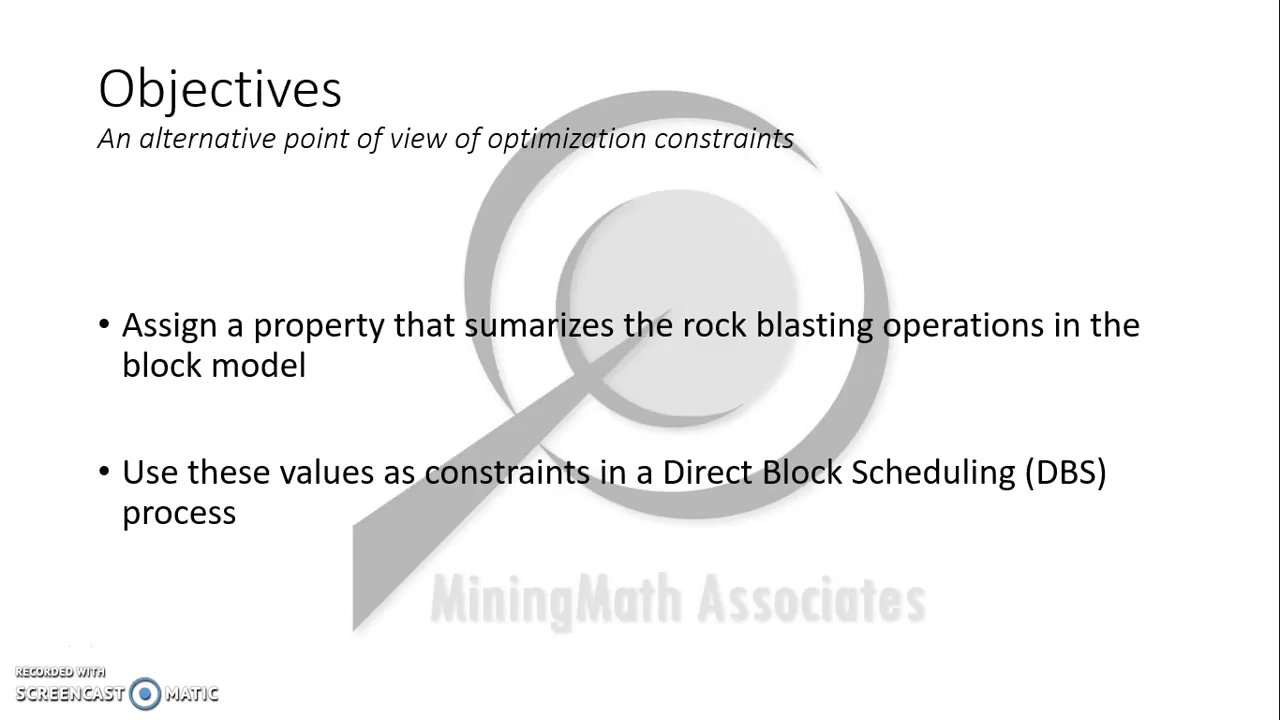 Objectives
An alternative point of view of optimization constraints
• Assign a property that sumarizes the rock blasting operations in the
block model
• Use these values as constraints in a Direct Block Scheduling (DBS)
process
MiningMath Associates
RECORDED WITH
SCREENCAST MATIC